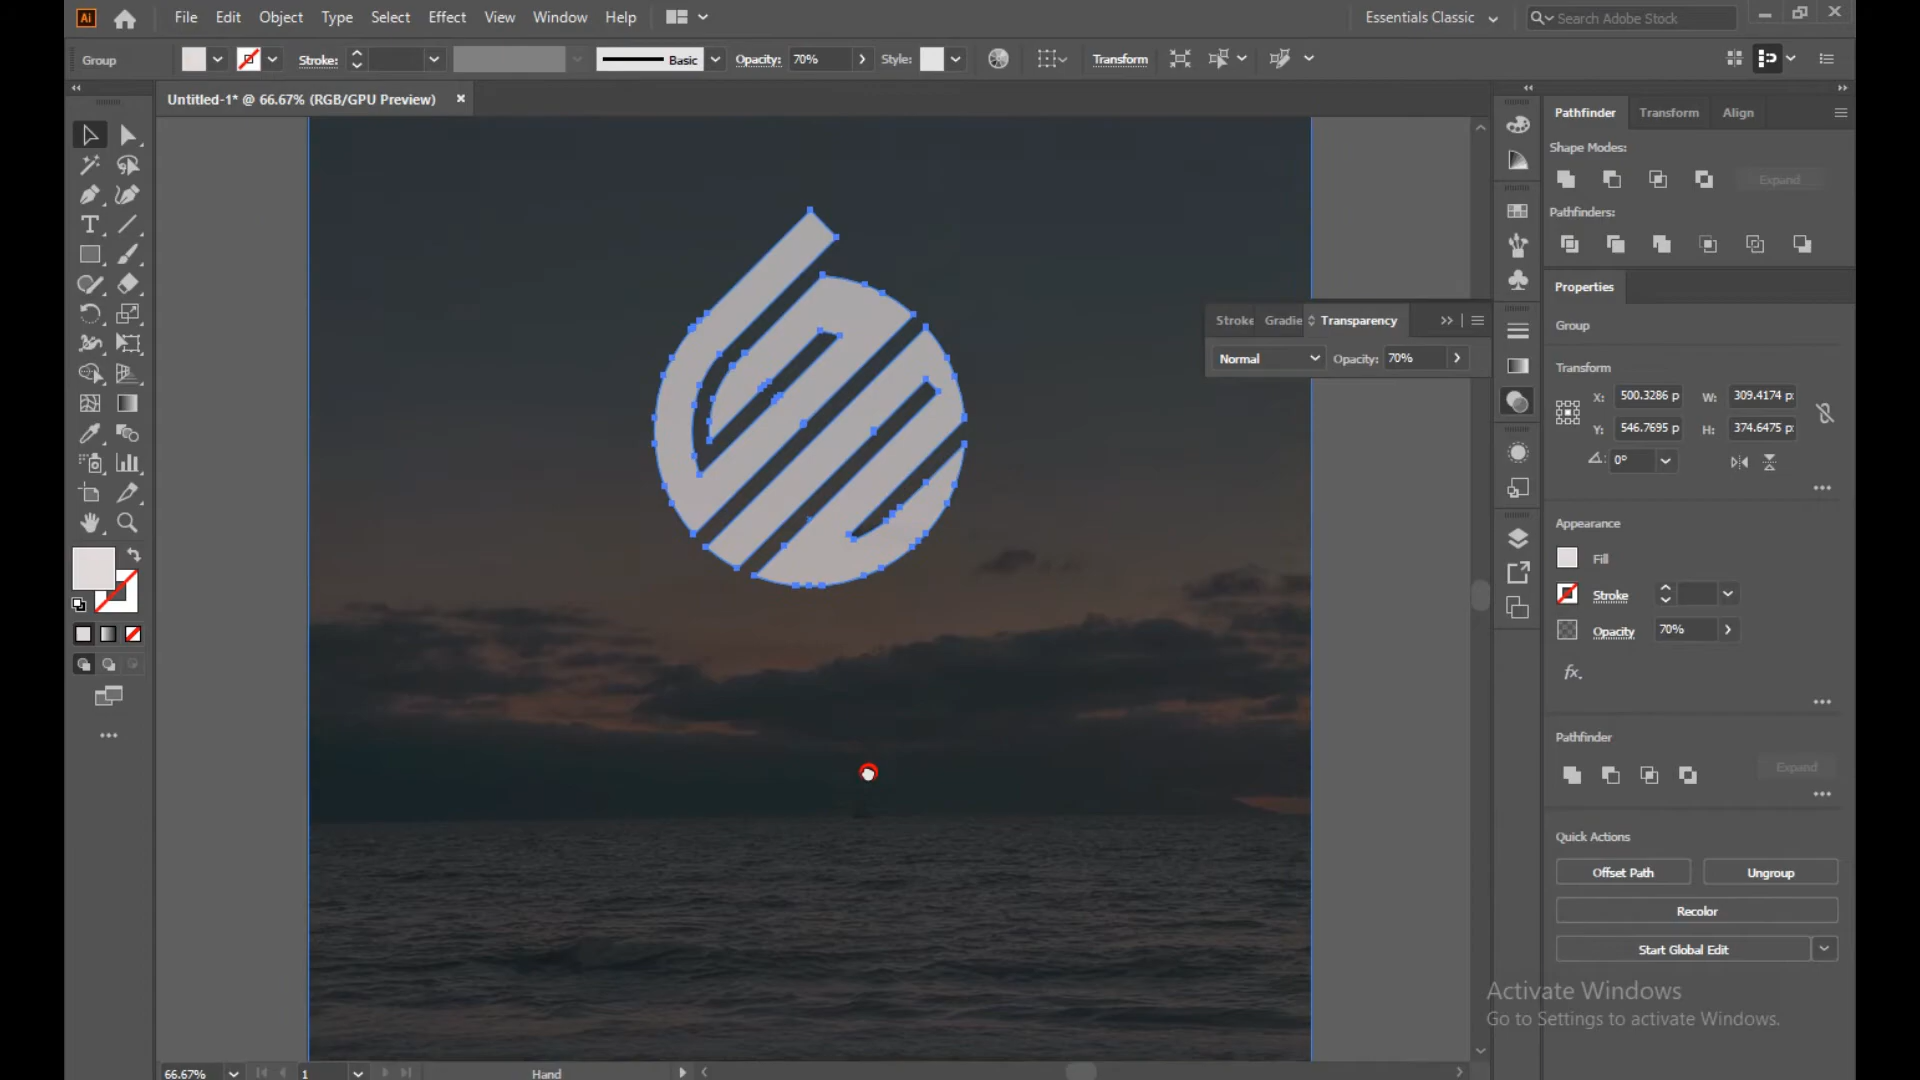 Ai File Edit Object Type Select Effect View Window Help Essentials Classic Search Adobe Stock
Group Stroke: Basic Opacity: 70% Style: Transform
Untitled-1* @ 66.67% (RGB/GPU Preview) ×
Pathfinder Transform Align
Shape Modes:
Expand
Pathfinders:
Properties
Stroke Gradie Transparency
Group
Normal Opacity: 70%
Transform
X: 500.3286 p W: 309.4174 p
Y: 546.7695 p H: 374.6475 p
0°
Appearance
Fill
Stroke
Opacity 70%
fx.
Pathfinder
Expand
Quick Actions
Offset Path Ungroup
Recolor
Start Global Edit
Activate Windows
Go to Settings to activate Windows.
66.67% 1 Hand